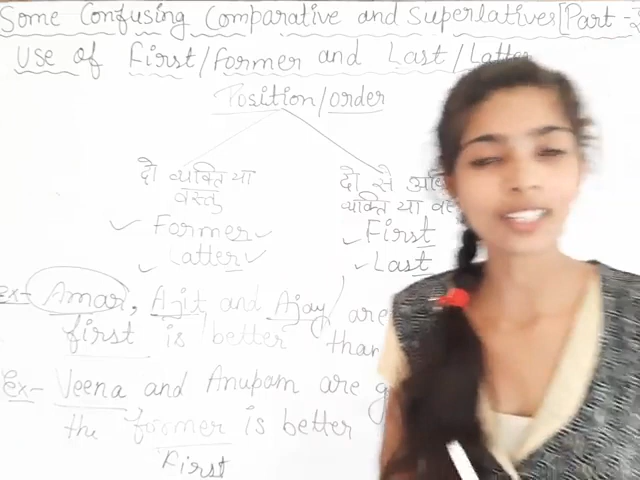 Some Confusing Comparative and Superlatives [Part -
Use of First/Former and Last/Latter
Position/order
दो व्यक्ति या
वस्तु
दो से
व्यक्ति या
Former
First
Latter
Last
ex- Amar, Ajit and Ajay are
first is better than
Ex- Veena and Anupam are
the former is better
First